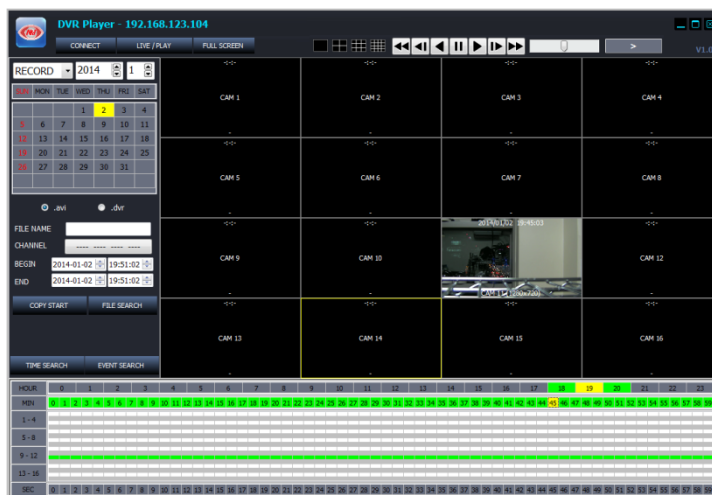 DVR Player - 192.168.123.104
CONNECT LIVE / PLAY FULL SCREEN
>
V1.0
RECORD 2014 1
SUN MON TUE WED THU FRI SAT
1 2 3 4
5 6 7 8 9 10 11
12 13 14 15 16 17 18
19 20 21 22 23 24 25
26 27 28 29 30 31
.avi .dvr
FILE NAME
CHANNEL ---- ---- ---- ----
BEGIN 2014-01-02 19:51:02
END 2014-01-02 19:51:02
COPY START FILE SEARCH
TIME SEARCH EVENT SEARCH
-:-:- -:-:- -:-:- -:-:-
CAM 1 CAM 2 CAM 3 CAM 4
- - - -
-:-:- -:-:- -:-:- -:-:-
CAM 5 CAM 6 CAM 7 CAM 8
- - - -
-:-:- -:-:- 2014/01/02 18:45:03 -:-:-
CAM 9 CAM 10 CAM 12
- - -
-:-:- -:-:- -:-:- -:-:-
CAM 13 CAM 14 CAM 15 CAM 16
- - - -
HOUR 0 1 2 3 4 5 6 7 8 9 10 11 12 13 14 15 16 17 18 19 20 21 22 23
MIN 0 1 2 3 4 5 6 7 8 9 10 11 12 13 14 15 16 17 18 19 20 21 22 23 24 25 26 27 28 29 30 31 32 33 34 35 36 37 38 39 40 41 42 43 44 45 46 47 48 49 50 51 52 53 54 55 56 57 58 59
1 - 4
5 - 8
9 - 12
13 - 16
SEC 0 1 2 3 4 5 6 7 8 9 10 11 12 13 14 15 16 17 18 19 20 21 22 23 24 25 26 27 28 29 30 31 32 33 34 35 36 37 38 39 40 41 42 43 44 45 46 47 48 49 50 51 52 53 54 55 56 57 58 59